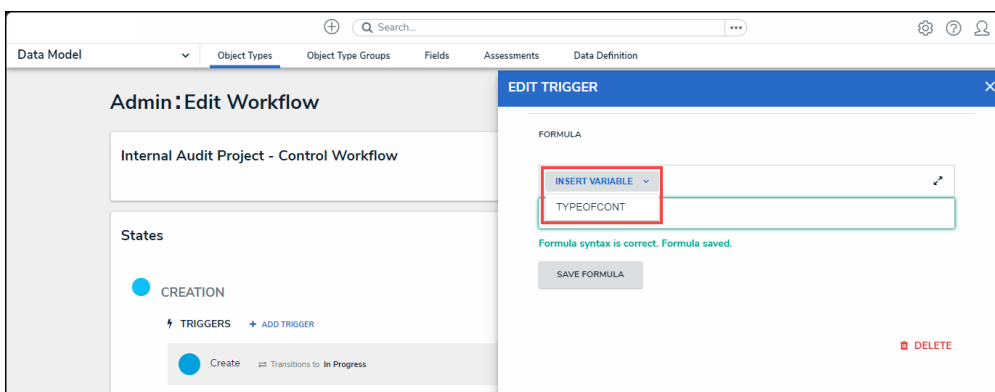 Search...
Data Model
Object Types
Object Type Groups
Fields
Assessments
Data Definition
EDIT TRIGGER
Admin:Edit Workflow
FORMULA
Internal Audit Project - Control Workflow
INSERT VARIABLE
TYPEOFCONT
States
Formula syntax is correct. Formula saved.
SAVE FORMULA
CREATION
TRIGGERS + ADD TRIGGER
DELETE
Create Transitions to In Progress